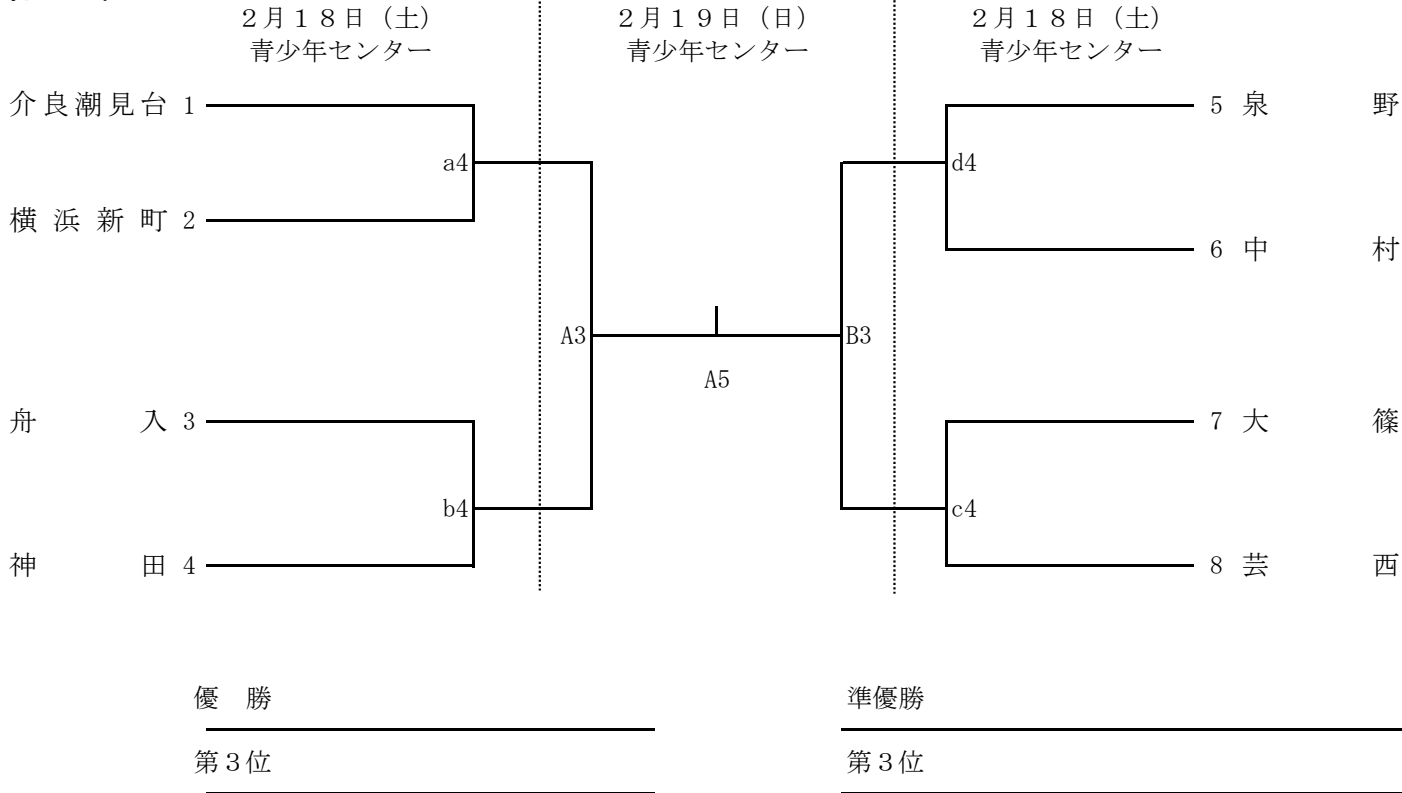 ２月１８日（土）
青少年センター
２月１９日（日）
青少年センター
２月１８日（土）
青少年センター
介良潮見台 1
a4
横浜新町 2
舟入 3
b4
神田 4
A3
A5
B3
5 泉野
d4
6 中村
7 大篠
c4
8 芸西
優　勝
準優勝
第３位
第３位